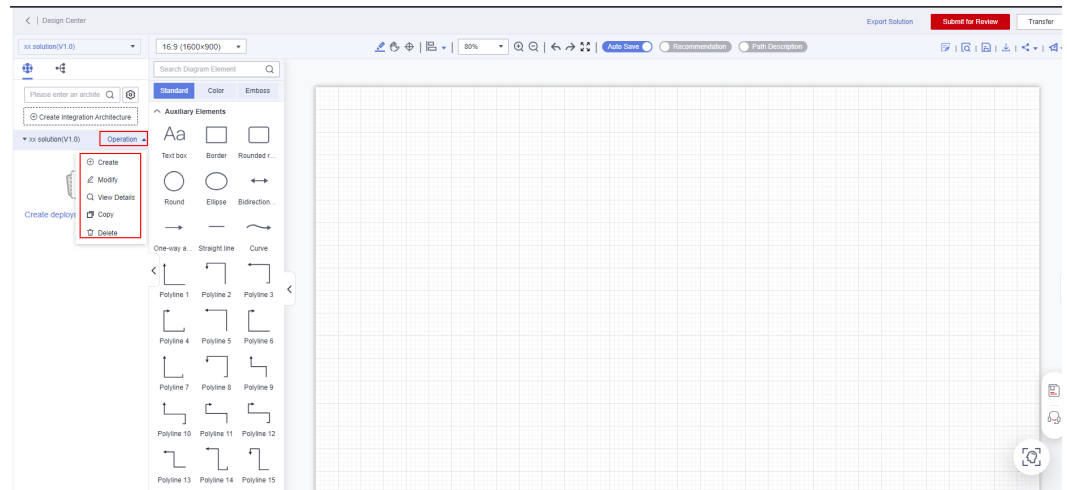 Design Center
Export Solution
Submit for Review
Transfer
xx solution(V1.0)
16:9 (1600×900)
80%
Auto Save
Recommendation
Path Description
Search Diagram Element
Please enter an archite
Standard
Color
Emboss
Create Integration Architecture
Auxiliary Elements
xx solution(V1.0)
Operation
Aa
Text box
Border
Rounded r...
Create
Modify
View Details
Copy
Delete
Create deploy
Round
Ellipse
Bidirection...
One-way a...
Straight line
Curve
Polyline 1
Polyline 2
Polyline 3
Polyline 4
Polyline 5
Polyline 6
Polyline 7
Polyline 8
Polyline 9
Polyline 10
Polyline 11
Polyline 12
Polyline 13
Polyline 14
Polyline 15